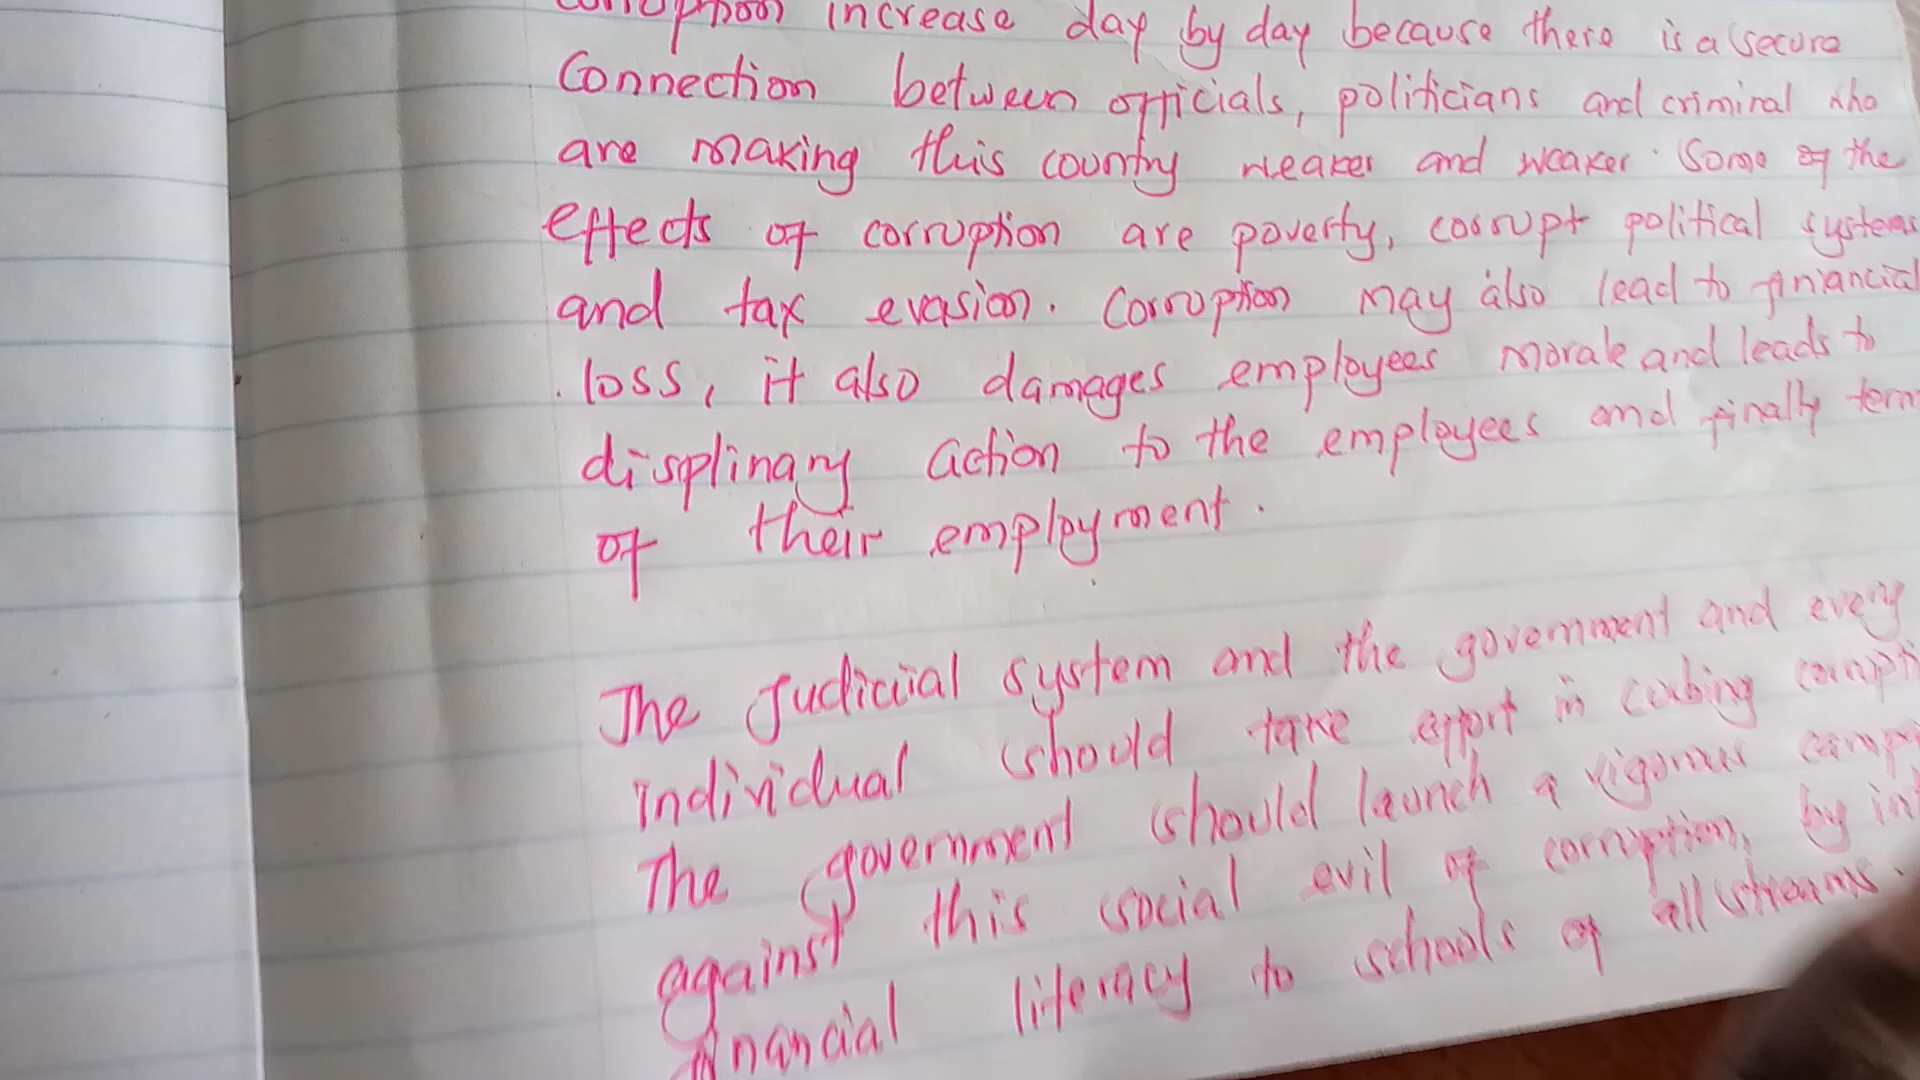 corruption increase day by day because there is a secure
Connection between officials, politicians and criminal who
are making this country weaker and weaker. Some of the
effects of corruption are poverty, corrupt political systems
and tax evasion. Corruption may also lead to financial
loss, it also damages employees morale and leads to
displinary action to the employees and finally
of their employment.
The Judicial system and the government and every
individual should take effort in cubing
The government should launch a vigorous
against this social evil of corruption, by
financial literacy to schools of all streams.